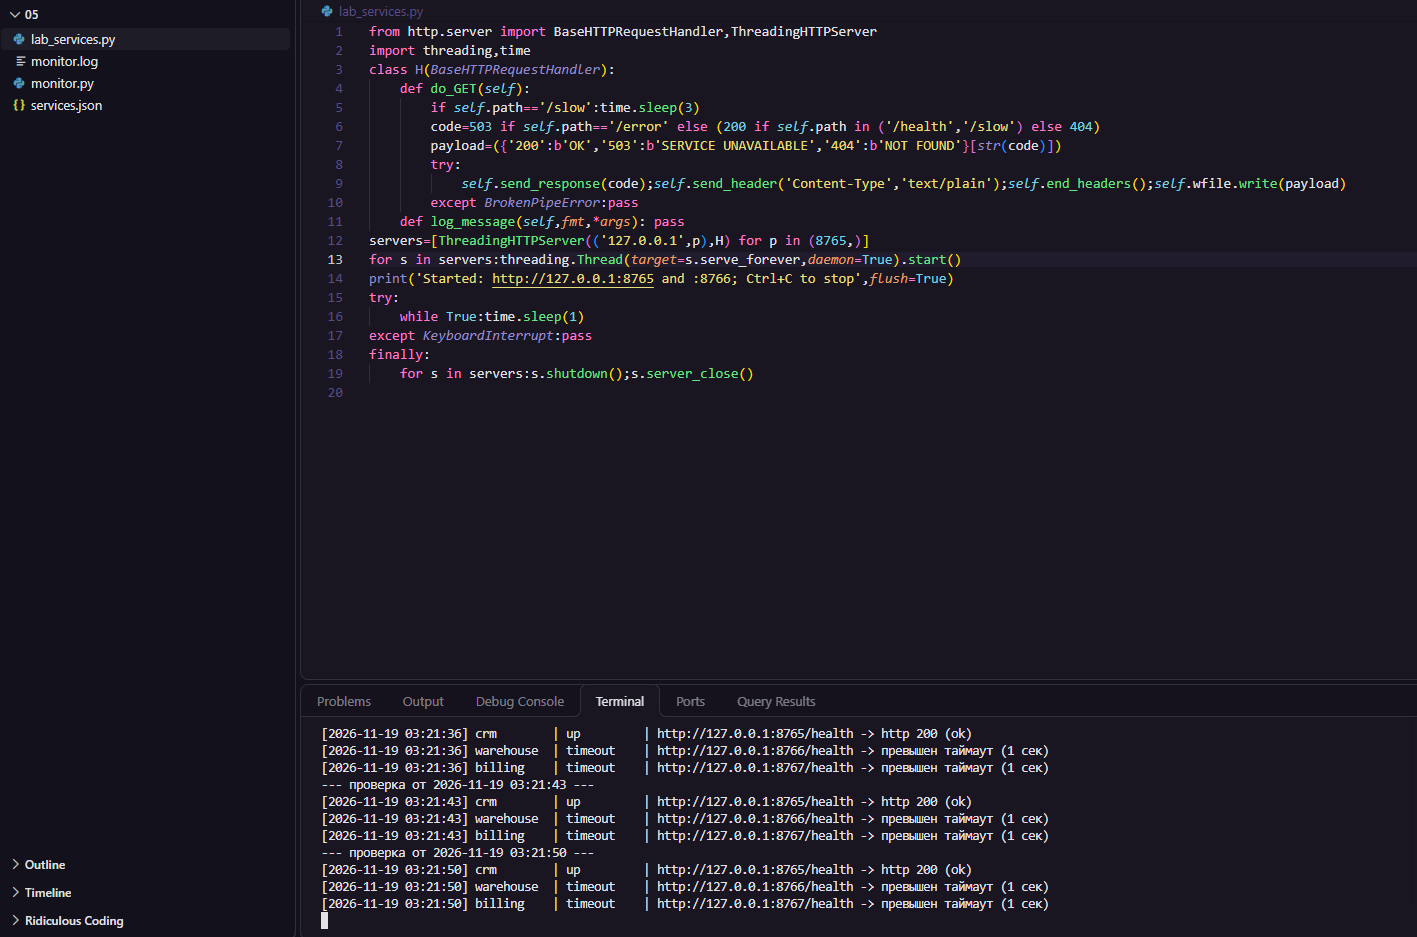 05
lab_services.py
monitor.log
monitor.py
{} services.json
Outline
Timeline
Ridiculous Coding
lab_services.py
1 from http.server import BaseHTTPRequestHandler,ThreadingHTTPServer
2 import threading,time
3 class H(BaseHTTPRequestHandler):
4     def do_GET(self):
5         if self.path=='/slow':time.sleep(3)
6         code=503 if self.path=='/error' else (200 if self.path in ('/health','/slow') else 404)
7         payload=({'200':b'OK','503':b'SERVICE UNAVAILABLE','404':b'NOT FOUND'}[str(code)])
8         try:
9             self.send_response(code);self.send_header('Content-Type','text/plain');self.end_headers();self.wfile.write(payload)
10         except BrokenPipeError:pass
11     def log_message(self,fmt,*args): pass
12 servers=[ThreadingHTTPServer(('127.0.0.1',p),H) for p in (8765,)]
13 for s in servers:threading.Thread(target=s.serve_forever,daemon=True).start()
14 print('Started: http://127.0.0.1:8765 and :8766; Ctrl+C to stop',flush=True)
15 try:
16     while True:time.sleep(1)
17 except KeyboardInterrupt:pass
18 finally:
19     for s in servers:s.shutdown();s.server_close()
20
Problems Output Debug Console Terminal Ports Query Results
[2026-11-19 03:21:36] crm       | up       | http://127.0.0.1:8765/health -> http 200 (ok)
[2026-11-19 03:21:36] warehouse | timeout  | http://127.0.0.1:8766/health -> превышен таймаут (1 сек)
[2026-11-19 03:21:36] billing   | timeout  | http://127.0.0.1:8767/health -> превышен таймаут (1 сек)
--- проверка от 2026-11-19 03:21:43 ---
[2026-11-19 03:21:43] crm       | up       | http://127.0.0.1:8765/health -> http 200 (ok)
[2026-11-19 03:21:43] warehouse | timeout  | http://127.0.0.1:8766/health -> превышен таймаут (1 сек)
[2026-11-19 03:21:43] billing   | timeout  | http://127.0.0.1:8767/health -> превышен таймаут (1 сек)
--- проверка от 2026-11-19 03:21:50 ---
[2026-11-19 03:21:50] crm       | up       | http://127.0.0.1:8765/health -> http 200 (ok)
[2026-11-19 03:21:50] warehouse | timeout  | http://127.0.0.1:8766/health -> превышен таймаут (1 сек)
[2026-11-19 03:21:50] billing   | timeout  | http://127.0.0.1:8767/health -> превышен таймаут (1 сек)